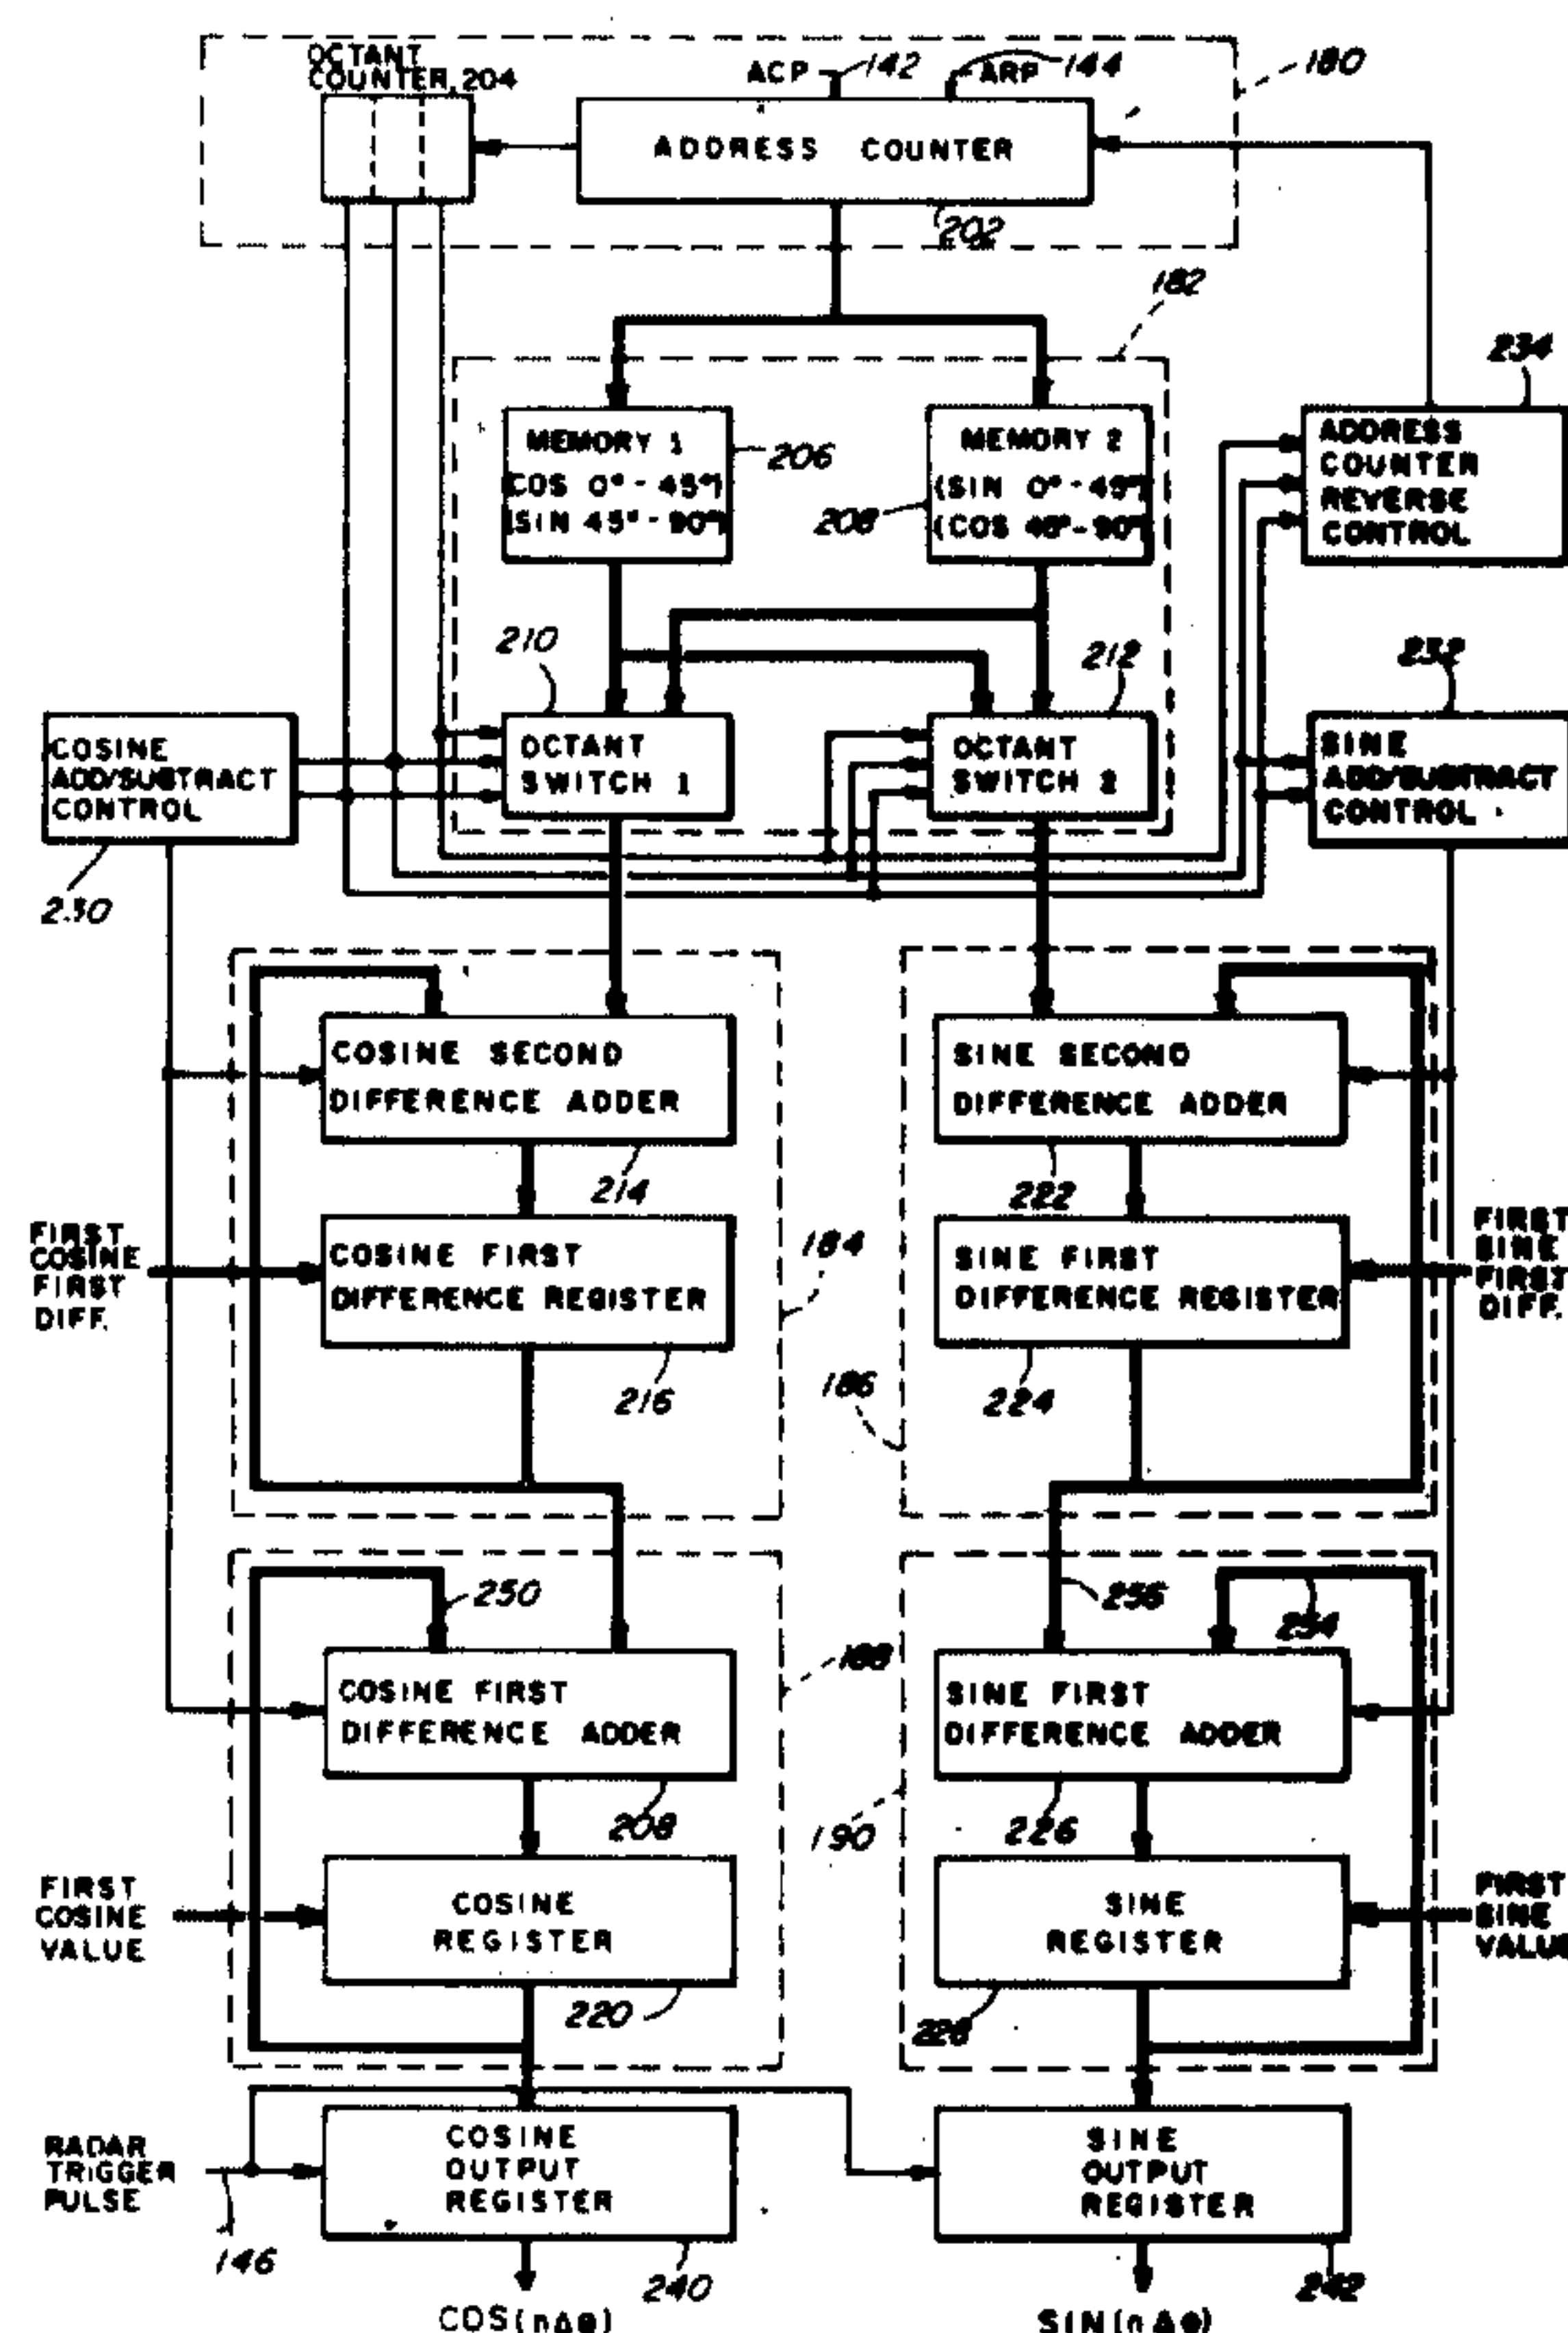 OCTANT
COUNTER, 204
ACP
142
ARP
144
180
ADDRESS COUNTER
202
182
234
MEMORY 1
(COS 0°-45°)
(SIN 45°-90°)
206
MEMORY 2
(SIN 0°-45°)
(COS 45°-90°)
208
ADDRESS
COUNTER
REVERSE
CONTROL
210
212
232
COSINE
ADD/SUBTRACT
CONTROL
230
OCTANT
SWITCH 1
OCTANT
SWITCH 2
SINE
ADD/SUBTRACT
CONTROL
COSINE SECOND
DIFFERENCE ADDER
214
SINE SECOND
DIFFERENCE ADDER
222
FIRST
COSINE
FIRST
DIFF.
COSINE FIRST
DIFFERENCE REGISTER
216
184
SINE FIRST
DIFFERENCE REGISTER
224
186
FIRST
SINE
FIRST
DIFF.
250
256
254
COSINE FIRST
DIFFERENCE ADDER
208
188
SINE FIRST
DIFFERENCE ADDER
226
190
FIRST
COSINE
VALUE
COSINE
REGISTER
220
SINE
REGISTER
228
FIRST
SINE
VALUE
RADAR
TRIGGER
PULSE
146
COSINE
OUTPUT
REGISTER
240
SINE
OUTPUT
REGISTER
242
COS(nΔθ)
SIN(nΔθ)